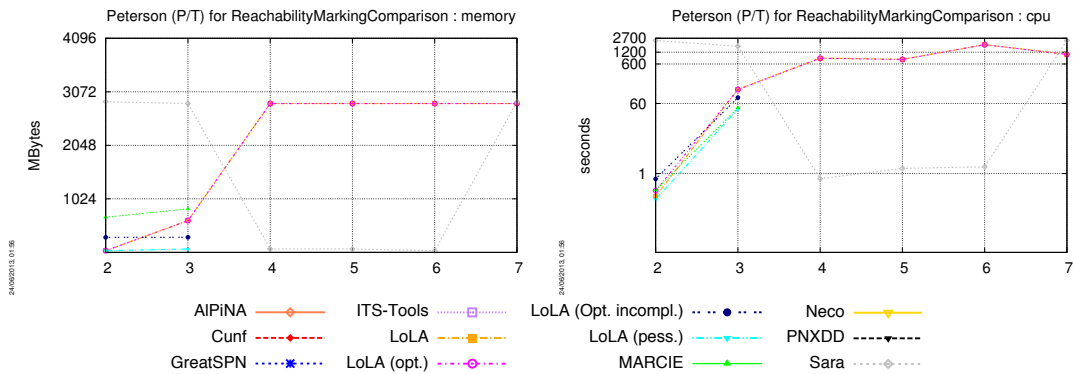 Peterson (P/T) for ReachabilityMarkingComparison : memory
4096
3072
2048
1024
MBytes
2 3 4 5 6 7
24/06/2013, 01:56
Peterson (P/T) for ReachabilityMarkingComparison : cpu
2700
1200
600
60
1
seconds
2 3 4 5 6 7
24/06/2013, 01:56
AlPiNA ITS-Tools LoLA (Opt. incompl.) Neco
Cunf LoLA LoLA (pess.) PNXDD
GreatSPN LoLA (opt.) MARCIE Sara